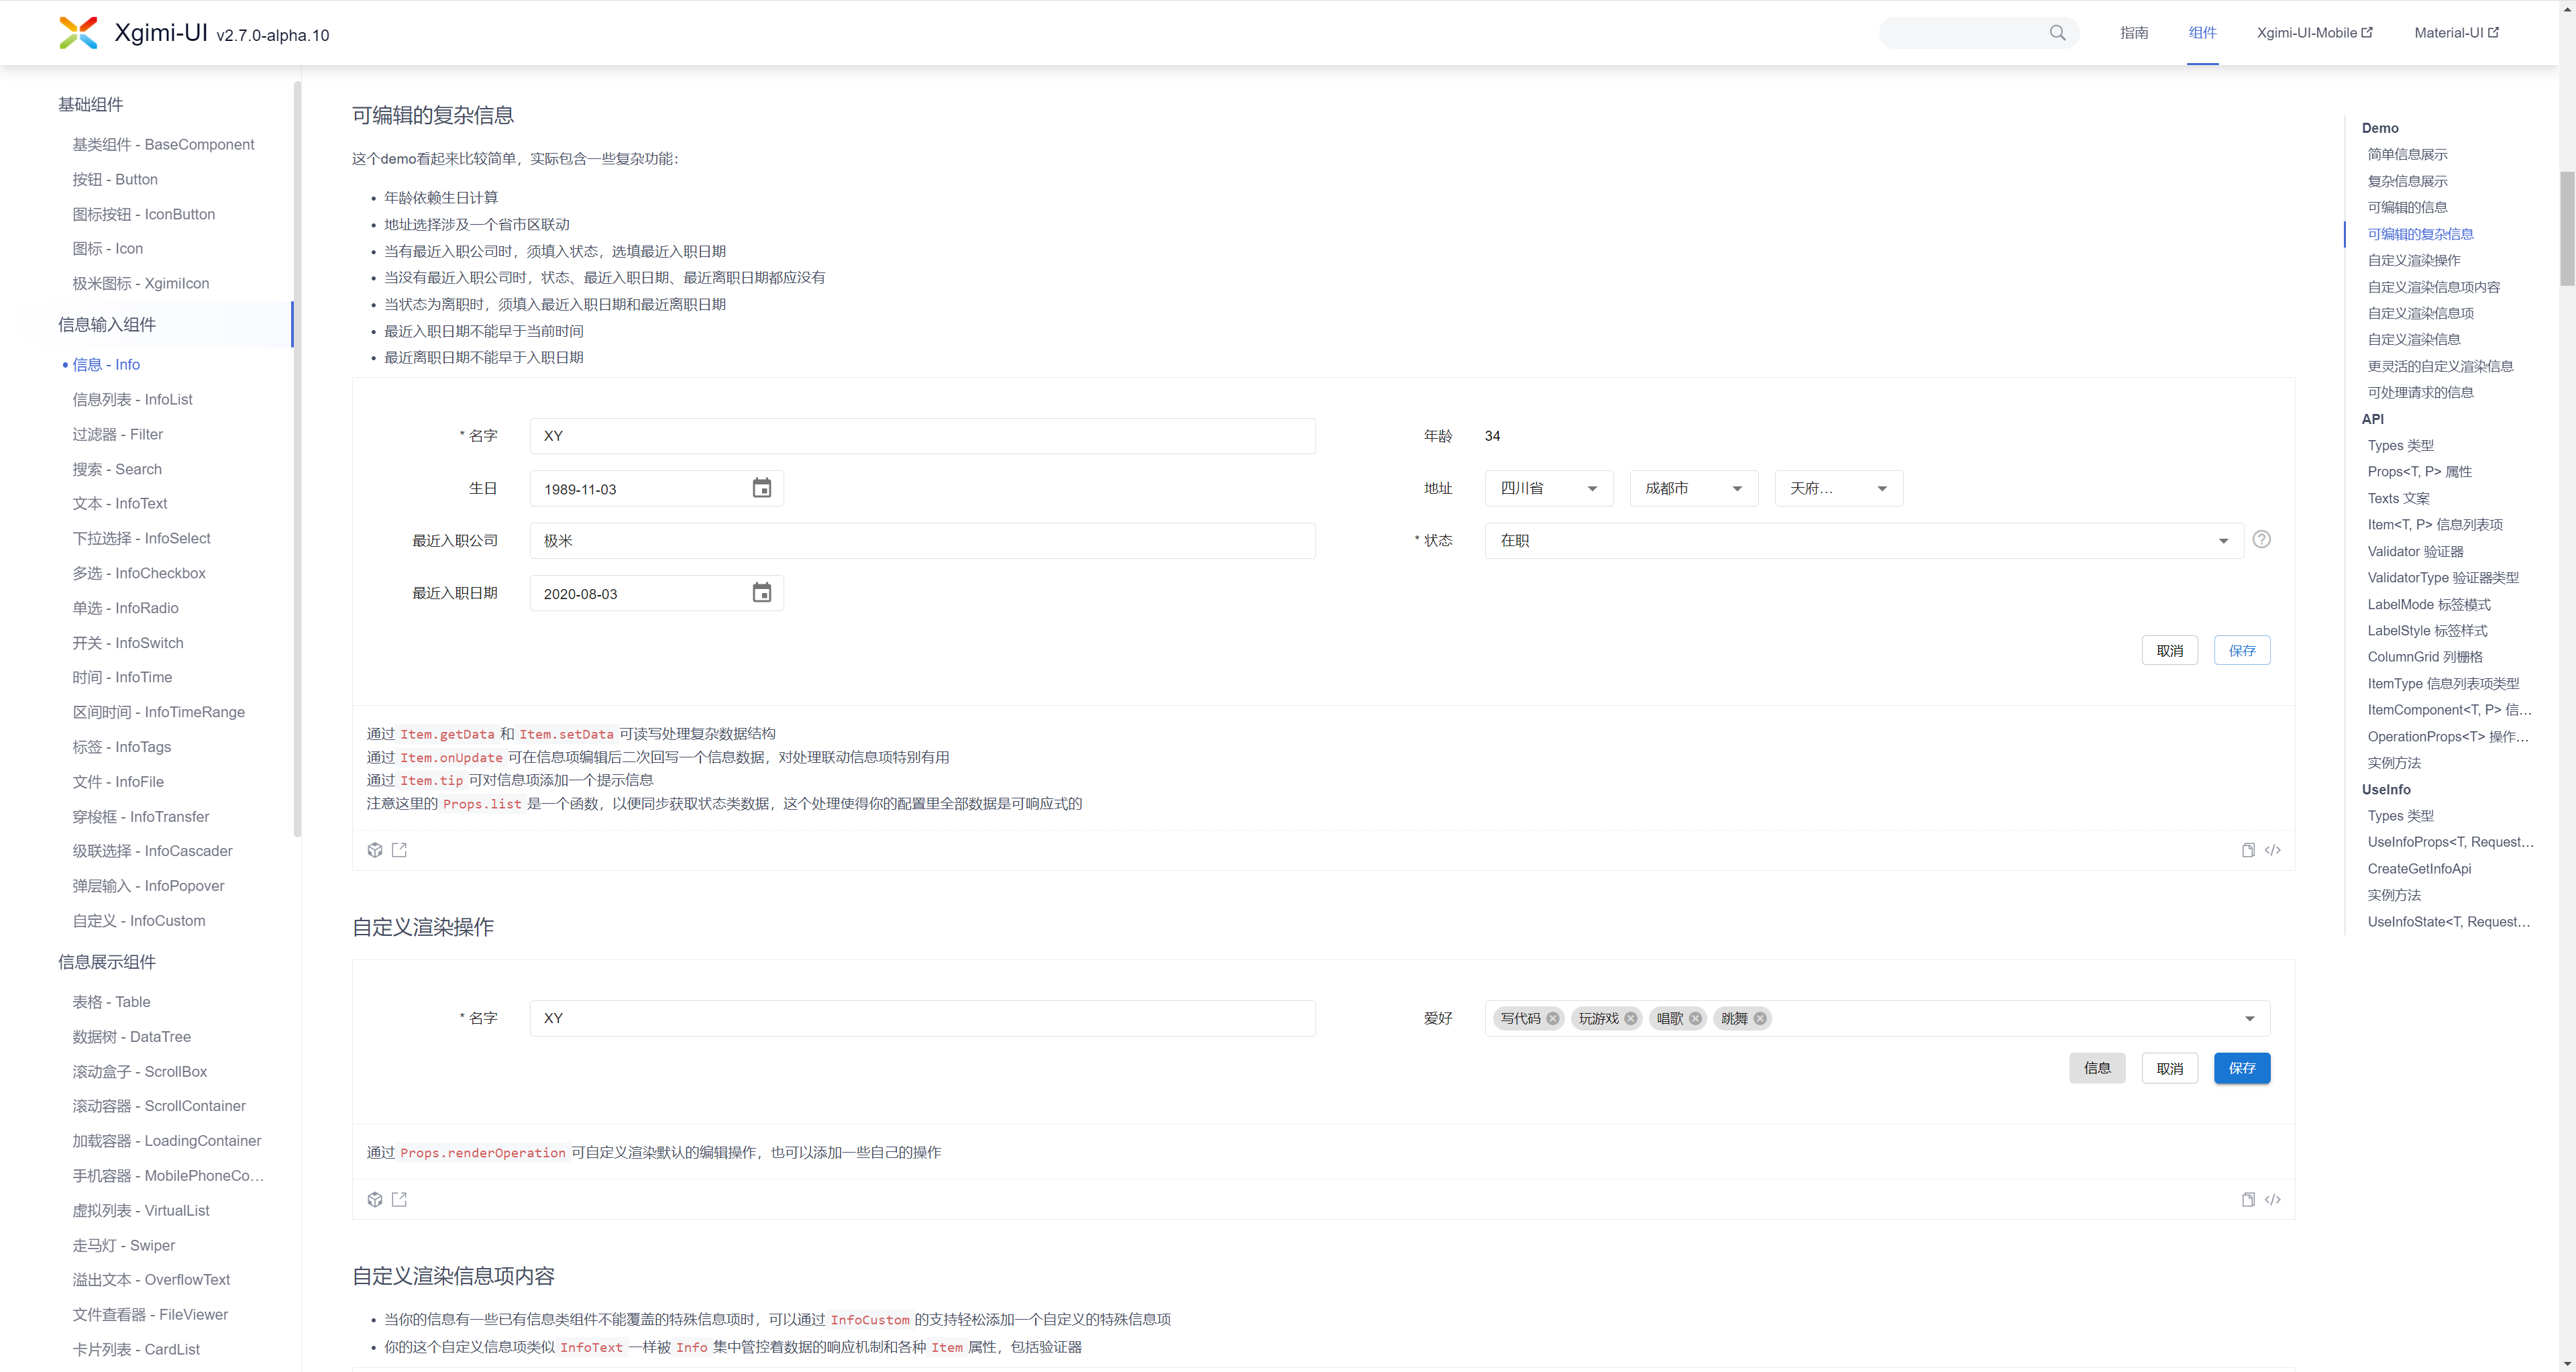 Xgimi-UI v2.7.0-alpha.10
指南
组件
Xgimi-UI-Mobile
Material-UI
基础组件
基类组件 - BaseComponent
按钮 - Button
图标按钮 - IconButton
图标 - Icon
极米图标 - XgimiIcon
信息输入组件
信息 - Info
信息列表 - InfoList
过滤器 - Filter
搜索 - Search
文本 - InfoText
下拉选择 - InfoSelect
多选 - InfoCheckbox
单选 - InfoRadio
开关 - InfoSwitch
时间 - InfoTime
区间时间 - InfoTimeRange
标签 - InfoTags
文件 - InfoFile
穿梭框 - InfoTransfer
级联选择 - InfoCascader
弹层输入 - InfoPopover
自定义 - InfoCustom
信息展示组件
表格 - Table
数据树 - DataTree
滚动盒子 - ScrollBox
滚动容器 - ScrollContainer
加载容器 - LoadingContainer
手机容器 - MobilePhoneCo...
虚拟列表 - VirtualList
走马灯 - Swiper
溢出文本 - OverflowText
文件查看器 - FileViewer
卡片列表 - CardList
可编辑的复杂信息
这个demo看起来比较简单，实际包含一些复杂功能：
• 年龄依赖生日计算
• 地址选择涉及一个省市区联动
• 当有最近入职公司时，须填入状态，选填最近入职日期
• 当没有最近入职公司时，状态、最近入职日期、最近离职日期都应没有
• 当状态为离职时，须填入最近入职日期和最近离职日期
• 最近入职日期不能早于当前时间
• 最近离职日期不能早于入职日期
* 名字 XY
年龄 34
生日 1989-11-03
地址 四川省 成都市 天府...
最近入职公司 极米
* 状态 在职
最近入职日期 2020-08-03
取消 保存
通过 Item.getData 和 Item.setData 可读写处理复杂数据结构
通过 Item.onUpdate 可在信息项编辑后二次回写一个信息数据，对处理联动信息项特别有用
通过 Item.tip 可对信息项添加一个提示信息
注意这里的 Props.list 是一个函数，以便同步获取状态类数据，这个处理使得你的配置里全部数据是可响应式的
自定义渲染操作
* 名字 XY
爱好 写代码 玩游戏 唱歌 跳舞
信息 取消 保存
通过 Props.renderOperation 可自定义渲染默认的编辑操作，也可以添加一些自己的操作
自定义渲染信息项内容
• 当你的信息有一些已有信息类组件不能覆盖的特殊信息项时，可以通过 InfoCustom 的支持轻松添加一个自定义的特殊信息项
• 你的这个自定义信息项类似 InfoText 一样被 Info 集中管控着数据的响应机制和各种 Item 属性，包括验证器
Demo
简单信息展示
复杂信息展示
可编辑的信息
可编辑的复杂信息
自定义渲染操作
自定义渲染信息项内容
自定义渲染信息项
自定义渲染信息
更灵活的自定义渲染信息
可处理请求的信息
API
Types 类型
Props<T, P> 属性
Texts 文案
Item<T, P> 信息列表项
Validator 验证器
ValidatorType 验证器类型
LabelMode 标签模式
LabelStyle 标签样式
ColumnGrid 列栅格
ItemType 信息列表项类型
ItemComponent<T, P> 信...
OperationProps<T> 操作...
实例方法
UseInfo
Types 类型
UseInfoProps<T, Request...
CreateGetInfoApi
实例方法
UseInfoState<T, Request...